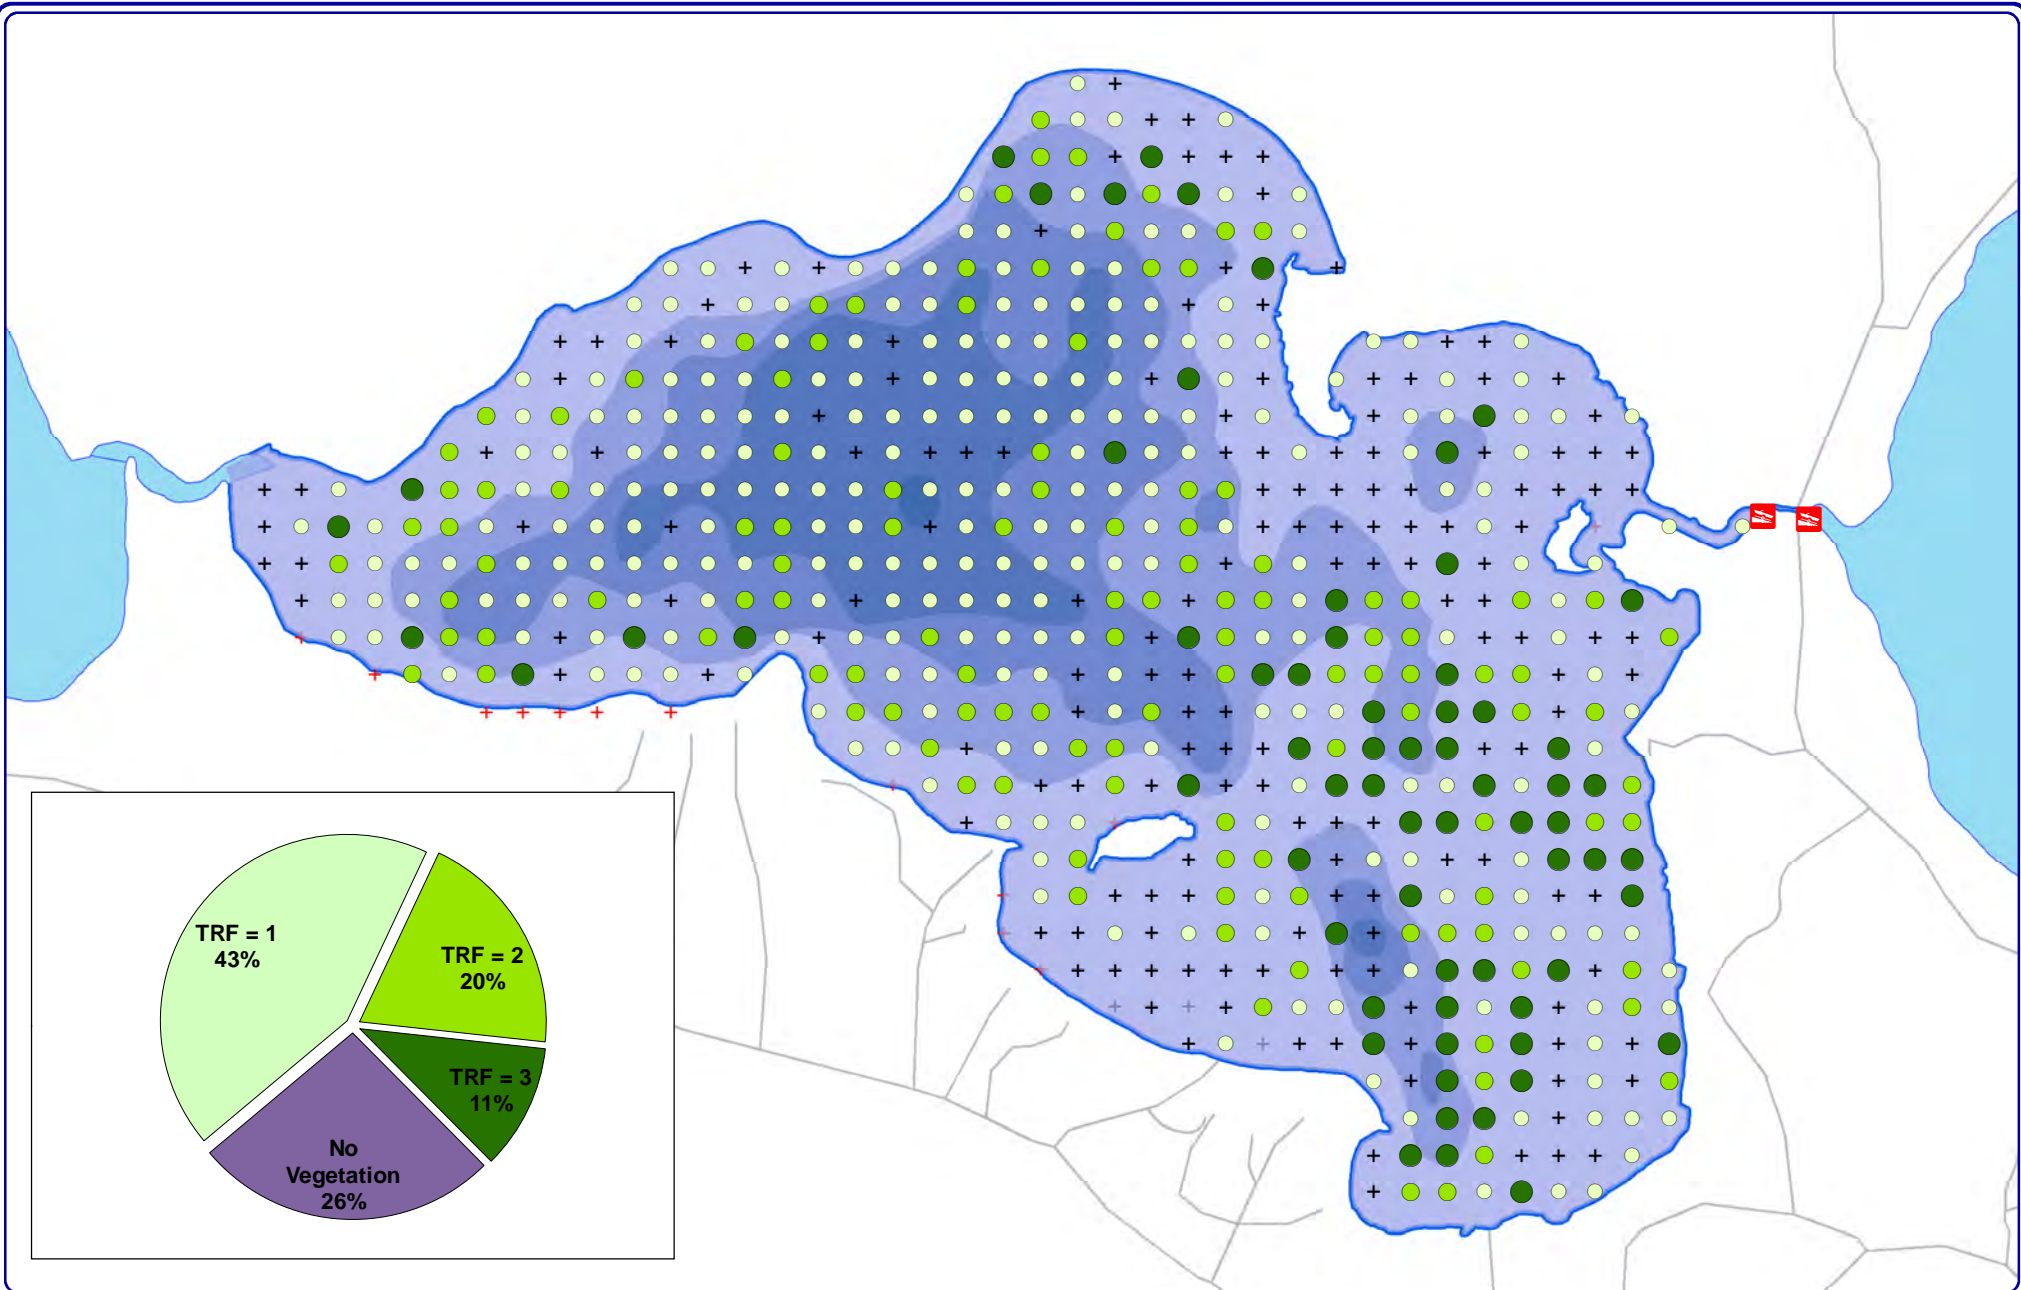 TRF = 1
43%
TRF = 2
20%
TRF = 3
11%
No
Vegetation
26%